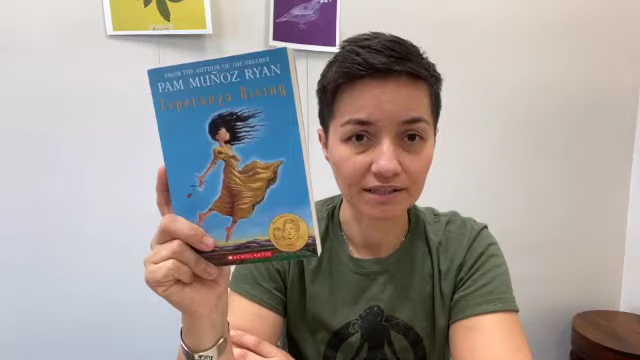 FROM THE AUTHOR OF THE DREAMER
PAM MUÑOZ RYAN
Esperanza Rising
SCHOLASTIC